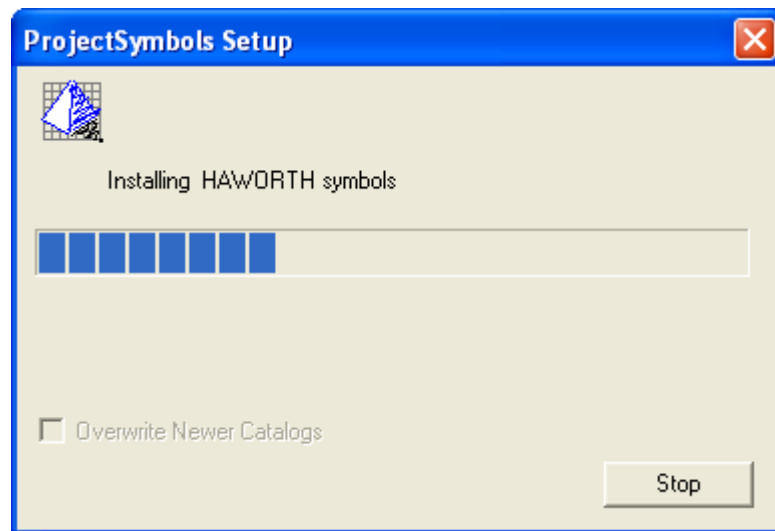 ProjectSymbols Setup
Installing HAWORTH symbols
Overwrite Newer Catalogs
Stop